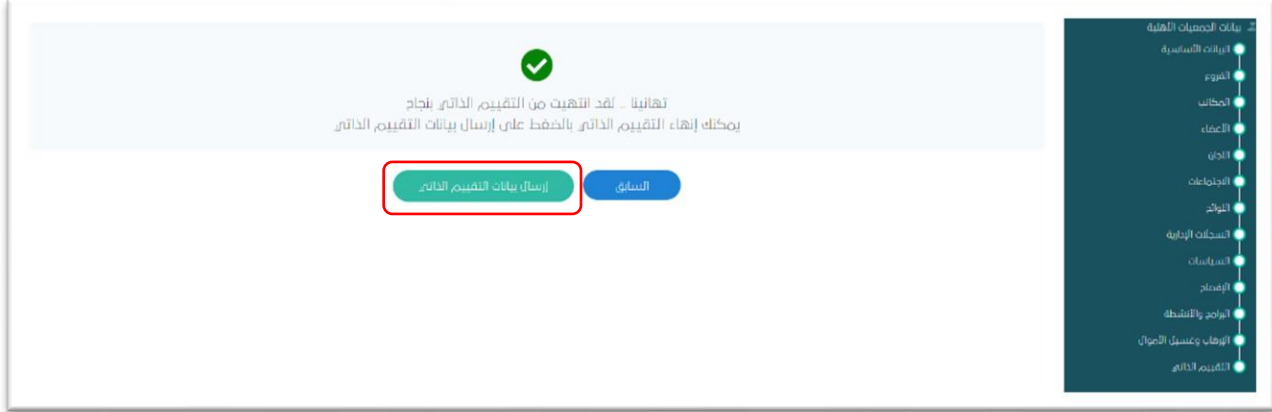 بيانات الجمعيات الأهلية
البيانات الأساسية
الفروع
المكاتب
الأعضاء
اللجان
الاجتماعات
اللوائح
السجلات الإدارية
السياسات
الإفصاح
البرامج والأنشطة
الإرهاب وغسيل الأموال
التقييم الذاتي
تهانينا .. لقد انتهيت من التقييم الذاتي بنجاح
يمكنك إنهاء التقييم الذاتي بالضغط على إرسال بيانات التقييم الذاتي
السابق
إرسال بيانات التقييم الذاتي